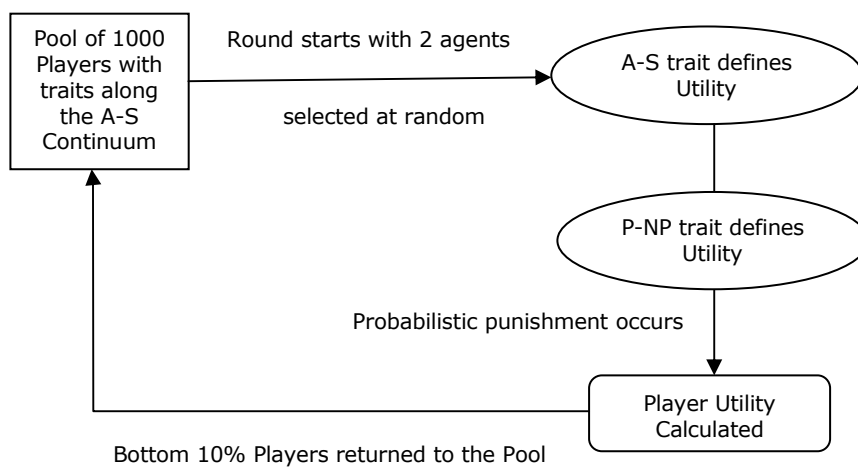 Pool of 1000
Players with
traits along
the A-S
Continuum
Round starts with 2 agents
selected at random
A-S trait defines
Utility
P-NP trait defines
Utility
Probabilistic punishment occurs
Player Utility
Calculated
Bottom 10% Players returned to the Pool